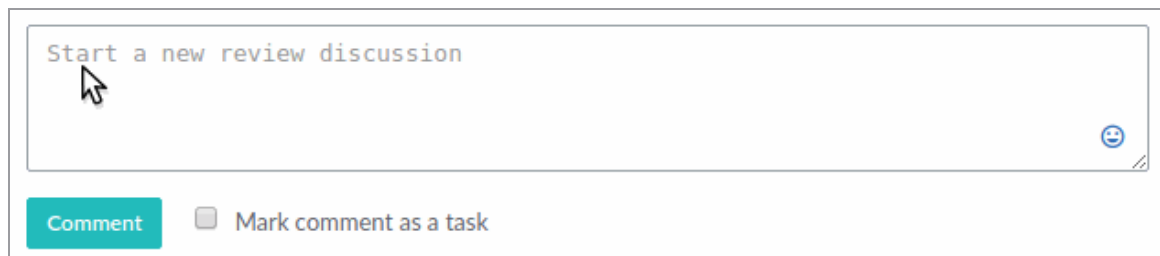 Start a new review discussion
Comment
Mark comment as a task